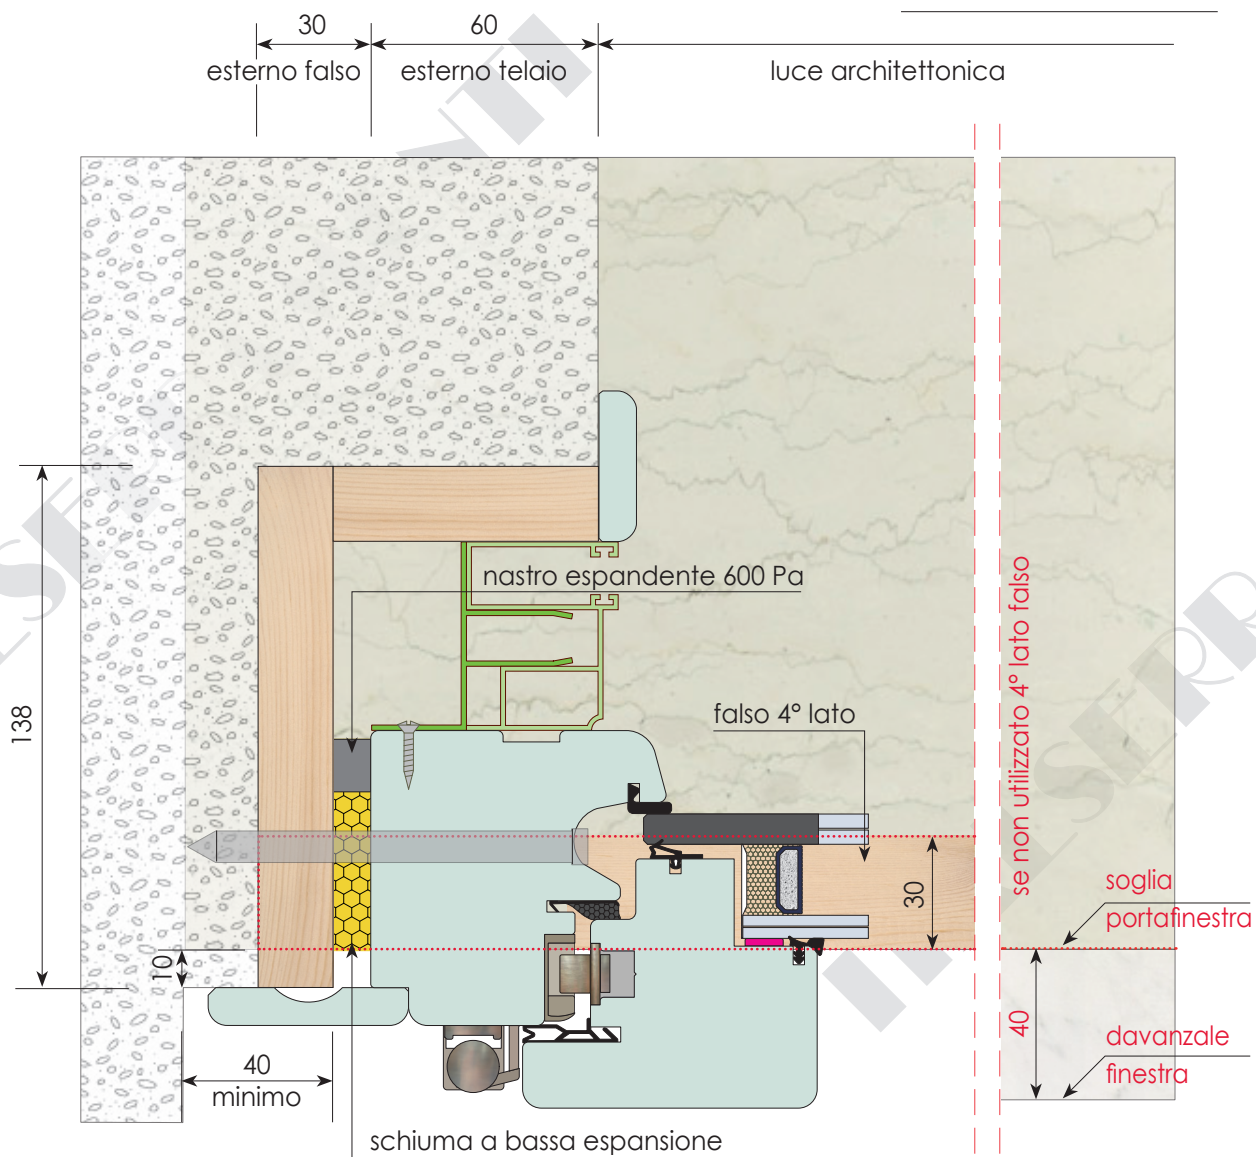 30
60
esterno falso
esterno telaio
luce architettonica
nastro espandente 600 Pa
138
falso 4° lato
se non utilizzato 4° lato falso
30
soglia
portafinestra
10
40
davanzale
finestra
40
minimo
schiuma a bassa espansione